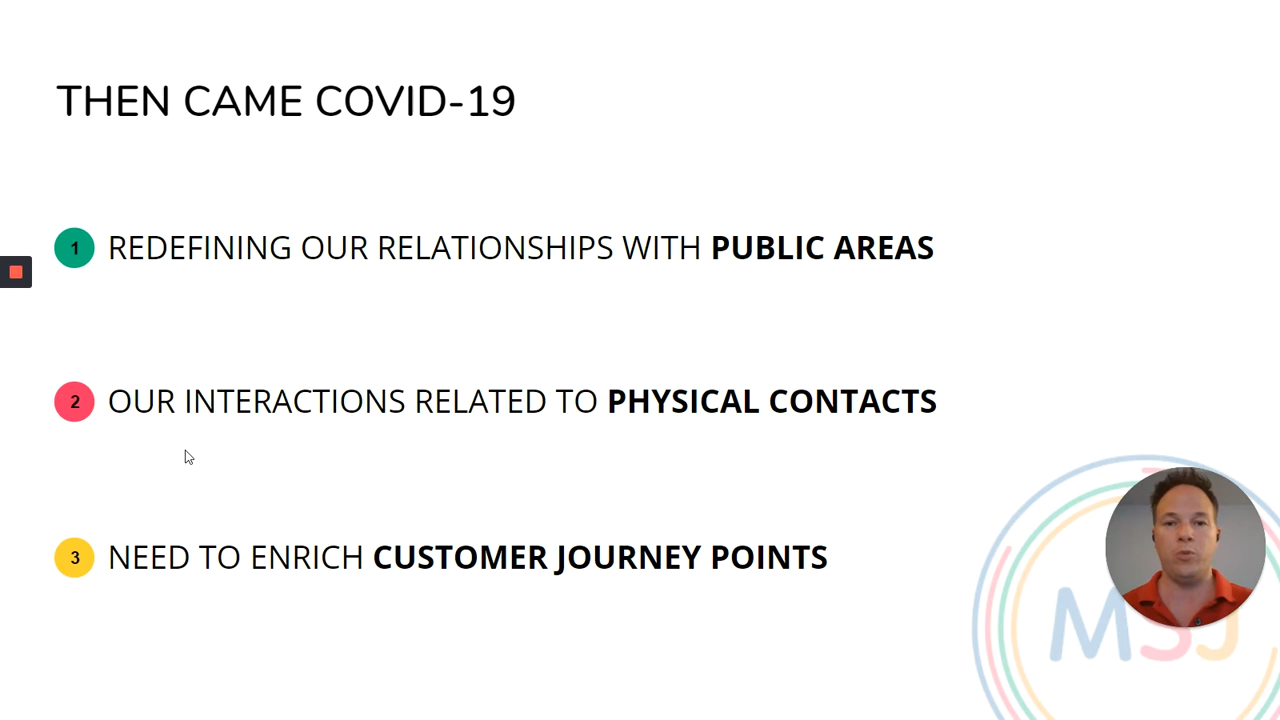 THEN CAME COVID-19
1 REDEFINING OUR RELATIONSHIPS WITH PUBLIC AREAS
2 OUR INTERACTIONS RELATED TO PHYSICAL CONTACTS
3 NEED TO ENRICH CUSTOMER JOURNEY POINTS
MSJ